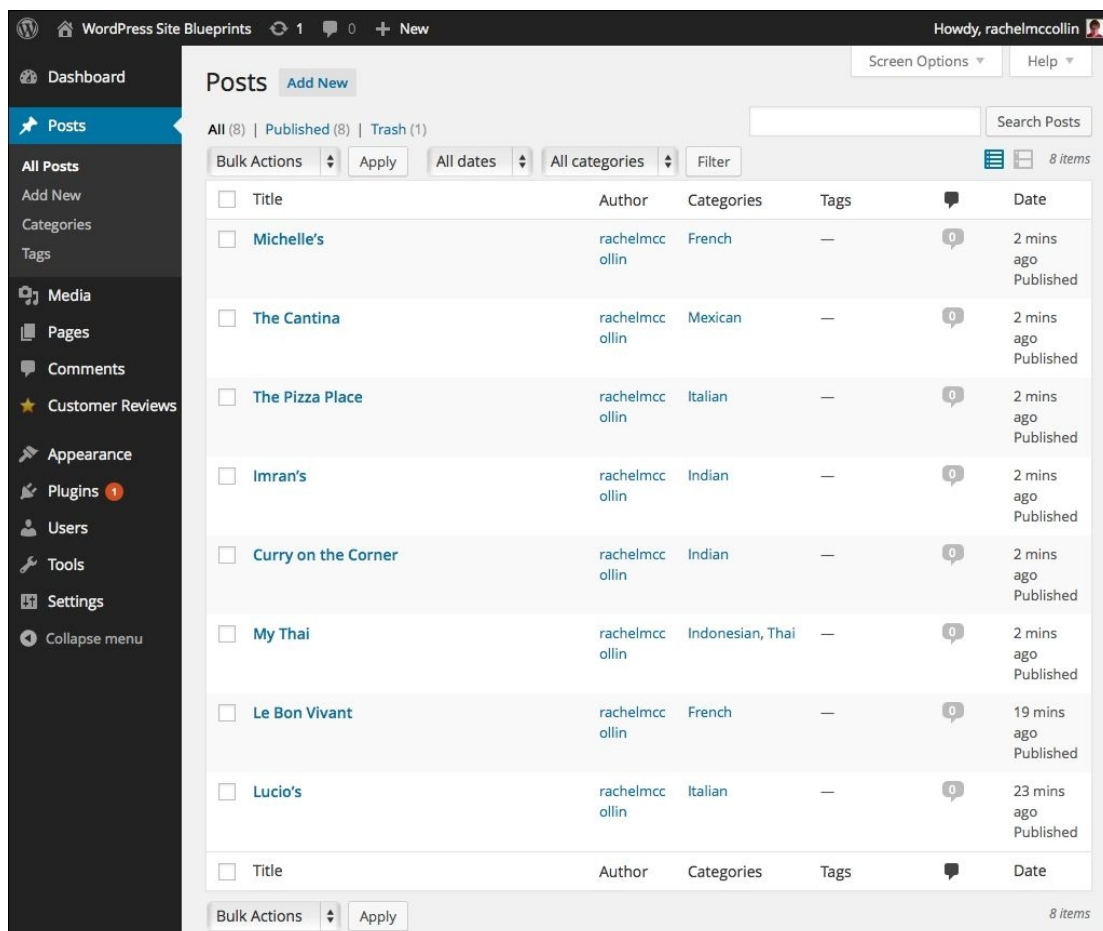 WordPress Site Blueprints 1 0 + New Howdy, rachelmccollin
Screen Options Help
Dashboard
Posts
All Posts
Add New
Categories
Tags
Media
Pages
Comments
Customer Reviews
Appearance
Plugins 1
Users
Tools
Settings
Collapse menu
Posts Add New
All (8) | Published (8) | Trash (1)
Search Posts
Bulk Actions Apply All dates All categories Filter 8 items
Title Author Categories Tags Date
Michelle’s rachelmcc French — 0 2 mins
ollin ago
Published
The Cantina rachelmcc Mexican — 0 2 mins
ollin ago
Published
The Pizza Place rachelmcc Italian — 0 2 mins
ollin ago
Published
Imran’s rachelmcc Indian — 0 2 mins
ollin ago
Published
Curry on the Corner rachelmcc Indian — 0 2 mins
ollin ago
Published
My Thai rachelmcc Indonesian, Thai — 0 2 mins
ollin ago
Published
Le Bon Vivant rachelmcc French — 0 19 mins
ollin ago
Published
Lucio’s rachelmcc Italian — 0 23 mins
ollin ago
Published
Title Author Categories Tags Date
Bulk Actions Apply 8 items